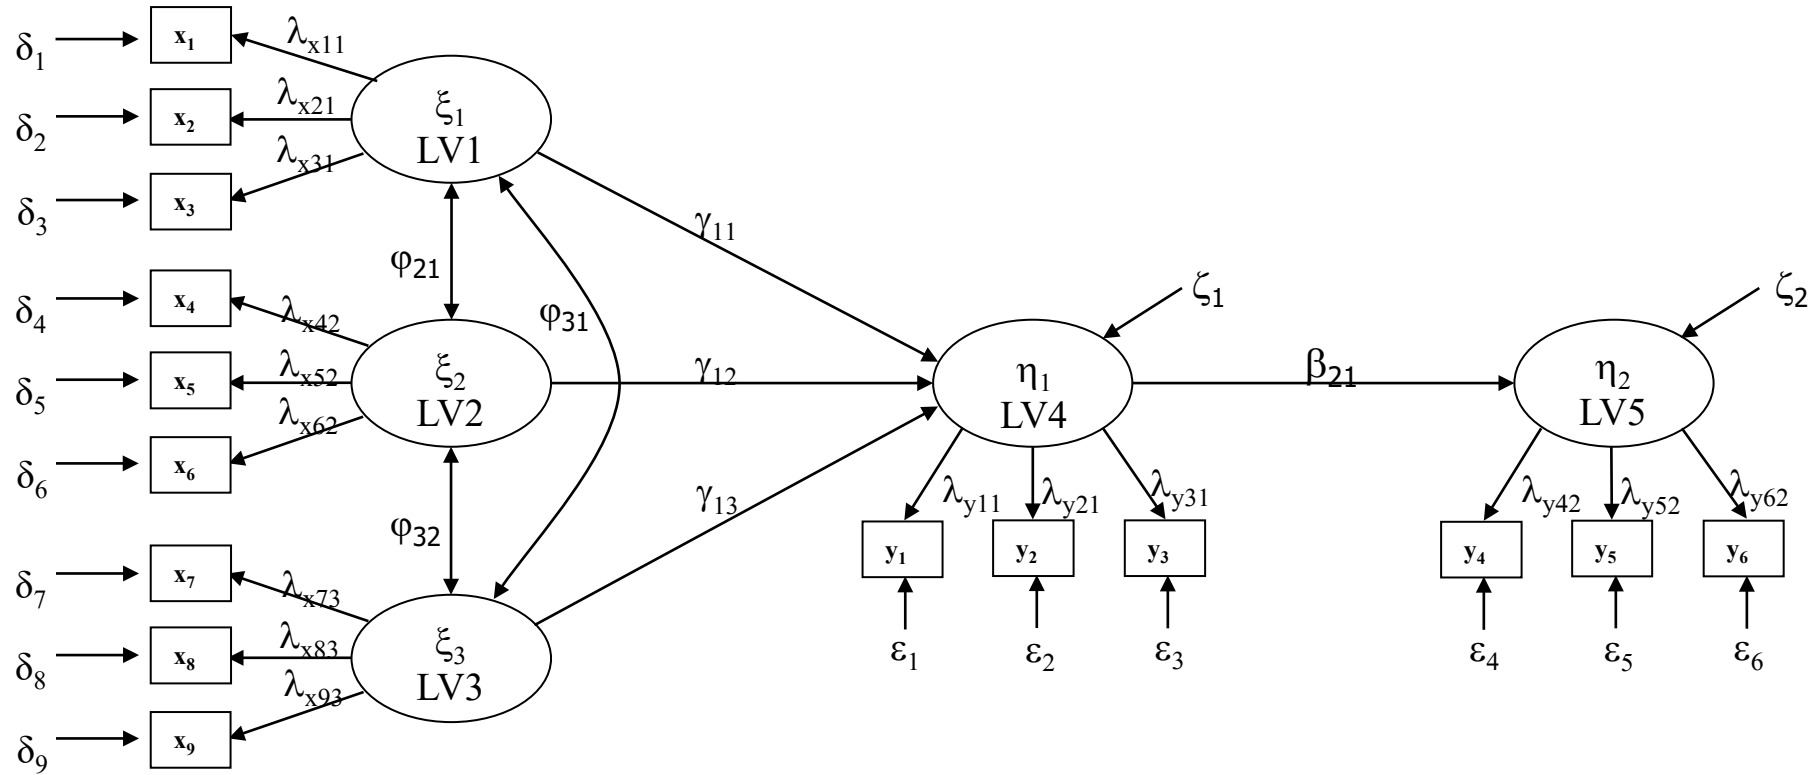 δ1
x1
λx11
δ2
x2
λx21
δ3
x3
λx31
ξ1
LV1
γ11
φ21
φ31
δ4
x4
λx42
δ5
x5
λx52
δ6
x6
λx62
ξ2
LV2
γ12
φ32
γ13
δ7
x7
λx73
δ8
x8
λx83
δ9
x9
λx93
ξ3
LV3
ζ1
η1
LV4
β21
ζ2
η2
LV5
λy11
λy21
λy31
y1
y2
y3
ε1
ε2
ε3
λy42
λy52
λy62
y4
y5
y6
ε4
ε5
ε6